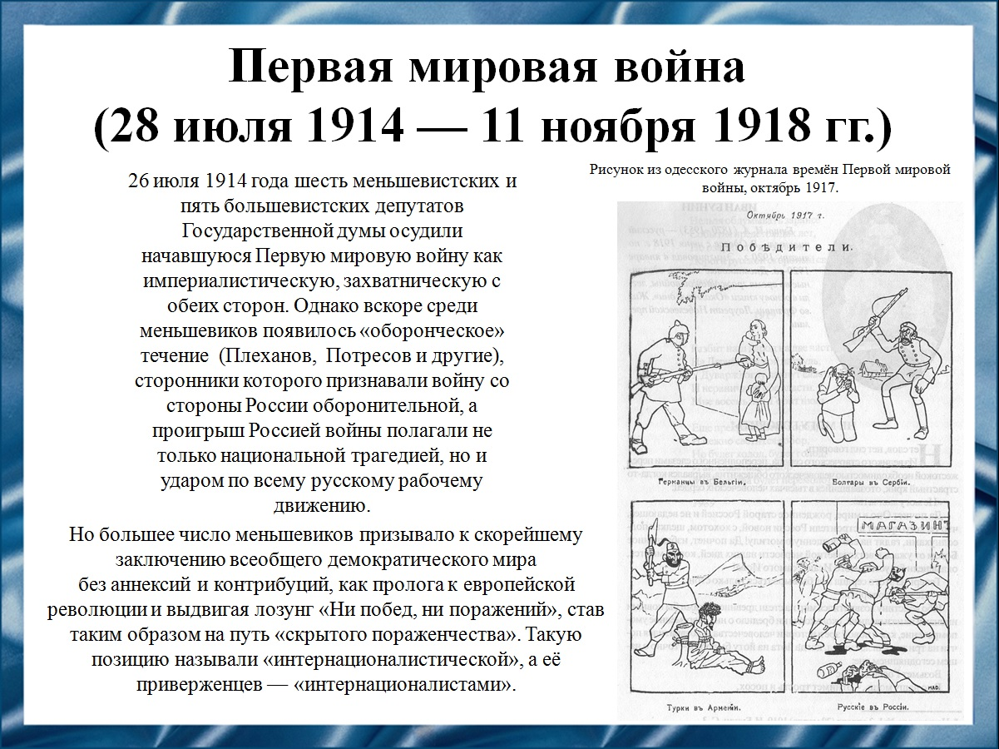 Первая мировая война
(28 июля 1914 — 11 ноября 1918 гг.)
26 июля 1914 года шесть меньшевистских и
пять большевистских депутатов
Государственной думы осудили
начавшуюся Первую мировую войну как
империалистическую, захватническую с
обеих сторон. Однако вскоре среди
меньшевиков появилось «оборонческое»
течение (Плеханов, Потресов и другие),
сторонники которого признавали войну со
стороны России оборонительной, а
проигрыш Россией войны полагали не
только национальной трагедией, но и
ударом по всему русскому рабочему
движению.
Но большее число меньшевиков призывало к скорейшему
заключению всеобщего демократического мира
без аннексий и контрибуций, как пролога к европейской
революции и выдвигая лозунг «Ни побед, ни поражений», став
таким образом на путь «скрытого пораженчества». Такую
позицию называли «интернационалистической», а её
приверженцев — «интернационалистами».
Рисунок из одесского журнала времён Первой мировой
войны, октябрь 1917.
Октябрь 1917 г.
Побѣдители.
Германцы въ Бельгіи.
Болгары въ Сербіи.
МАГАЗИНЪ
Турки въ Арменіи.
Русскіе въ Россіи.